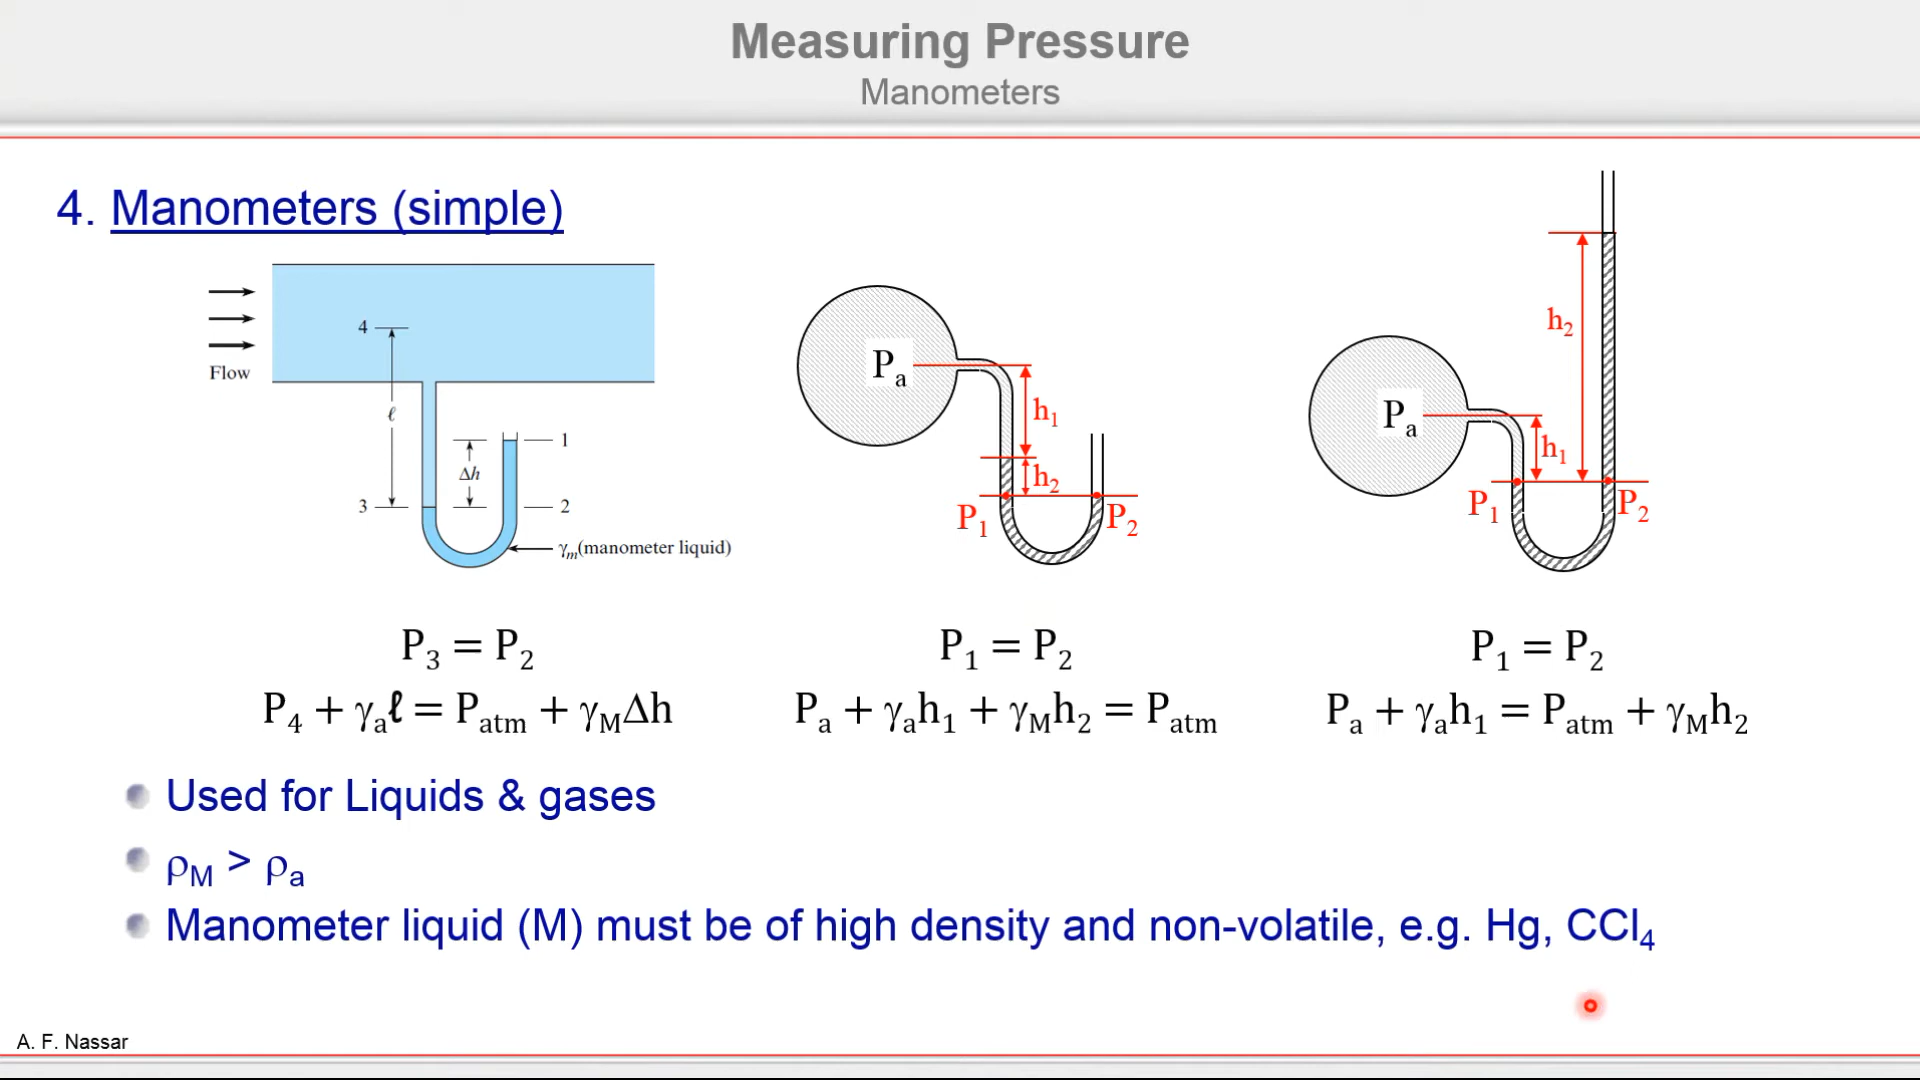 Measuring Pressure
Manometers
4. Manometers (simple)
4
Flow
ℓ
1
Δh
3
2
γm(manometer liquid)
Pa
h1
h2
P1
P2
h2
Pa
h1
P1
P2
P3 = P2
P4 + γaℓ = Patm + γMΔh
P1 = P2
Pa + γah1 + γMh2 = Patm
P1 = P2
Pa + γah1 = Patm + γMh2
Used for Liquids & gases
ρM > ρa
Manometer liquid (M) must be of high density and non-volatile, e.g. Hg, CCl4
A. F. Nassar